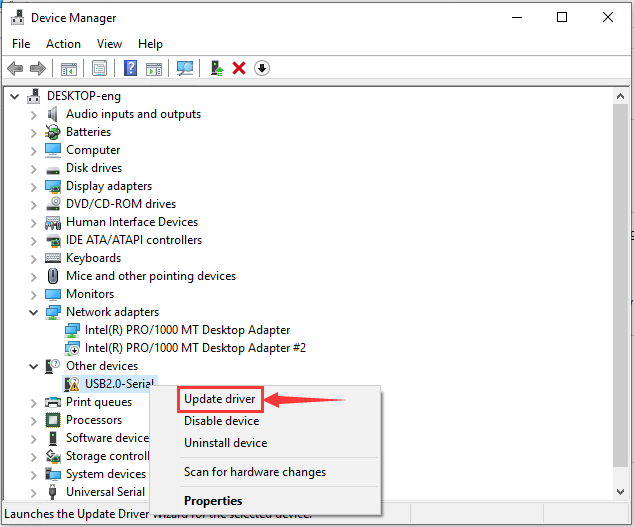 Device Manager
File Action View Help
DESKTOP-eng
Audio inputs and outputs
Batteries
Computer
Disk drives
Display adapters
DVD/CD-ROM drives
Human Interface Devices
IDE ATA/ATAPI controllers
Keyboards
Mice and other pointing devices
Monitors
Network adapters
Intel(R) PRO/1000 MT Desktop Adapter
Intel(R) PRO/1000 MT Desktop Adapter #2
Other devices
USB2.0-Serial
Print queues
Processors
Software device
Storage controll
System devices
Universal Serial
Update driver
Disable device
Uninstall device
Scan for hardware changes
Properties
Launches the Update Driver Wizard for the selected device.